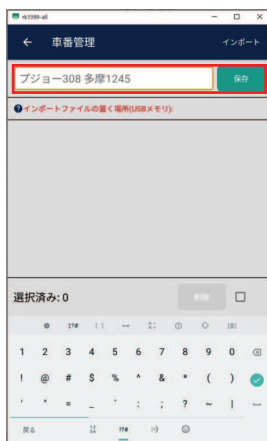 rk3399-all
車番管理
インポート
プジョー308 多摩1245
保存
?インポートファイルの置く場所(USBメモリ):
選択済み: 0
削除
1 2 3 4 5 6 7 8 9 0
! @ # $ % ^ & * ( )
' " = _ ` : ; ? ~ |
戻る
!?#
:-)